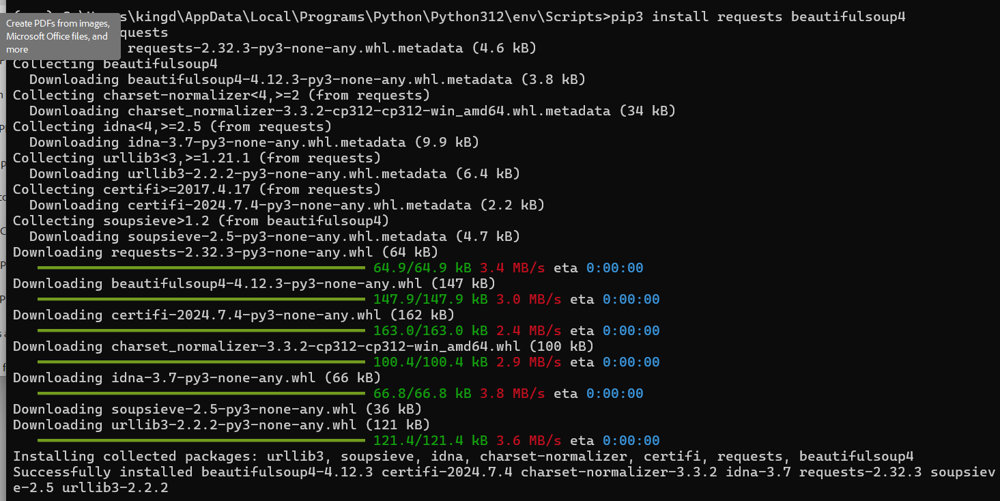 \Users\kingd\AppData\Local\Programs\Python\Python312\env\Scripts>pip3 install requests beautifulsoup4
Create PDFs from images,
Microsoft Office files, and
more
quests
requests-2.32.3-py3-none-any.whl.metadata (4.6 kB)
Collecting beautifulsoup4
Downloading beautifulsoup4-4.12.3-py3-none-any.whl.metadata (3.8 kB)
Collecting charset-normalizer<4,>=2 (from requests)
Downloading charset_normalizer-3.3.2-cp312-cp312-win_amd64.whl.metadata (34 kB)
Collecting idna<4,>=2.5 (from requests)
Downloading idna-3.7-py3-none-any.whl.metadata (9.9 kB)
Collecting urllib3<3,>=1.21.1 (from requests)
Downloading urllib3-2.2.2-py3-none-any.whl.metadata (6.4 kB)
Collecting certifi>=2017.4.17 (from requests)
Downloading certifi-2024.7.4-py3-none-any.whl.metadata (2.2 kB)
Collecting soupsieve>1.2 (from beautifulsoup4)
Downloading soupsieve-2.5-py3-none-any.whl.metadata (4.7 kB)
Downloading requests-2.32.3-py3-none-any.whl (64 kB)
64.9/64.9 kB 3.4 MB/s eta 0:00:00
Downloading beautifulsoup4-4.12.3-py3-none-any.whl (147 kB)
147.9/147.9 kB 3.0 MB/s eta 0:00:00
Downloading certifi-2024.7.4-py3-none-any.whl (162 kB)
163.0/163.0 kB 2.4 MB/s eta 0:00:00
Downloading charset_normalizer-3.3.2-cp312-cp312-win_amd64.whl (100 kB)
100.4/100.4 kB 2.9 MB/s eta 0:00:00
Downloading idna-3.7-py3-none-any.whl (66 kB)
66.8/66.8 kB 3.8 MB/s eta 0:00:00
Downloading soupsieve-2.5-py3-none-any.whl (36 kB)
Downloading urllib3-2.2.2-py3-none-any.whl (121 kB)
121.4/121.4 kB 3.6 MB/s eta 0:00:00
Installing collected packages: urllib3, soupsieve, idna, charset-normalizer, certifi, requests, beautifulsoup4
Successfully installed beautifulsoup4-4.12.3 certifi-2024.7.4 charset-normalizer-3.3.2 idna-3.7 requests-2.32.3 soupsiev
e-2.5 urllib3-2.2.2